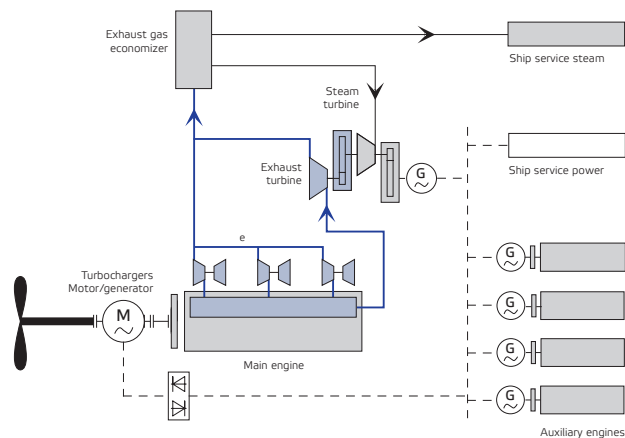 Exhaust gas
economizer
Ship service steam
Steam
turbine
Exhaust
turbine
G
Ship service power
e
Turbochargers
Motor/generator
M
Main engine
G
G
G
G
Auxiliary engines